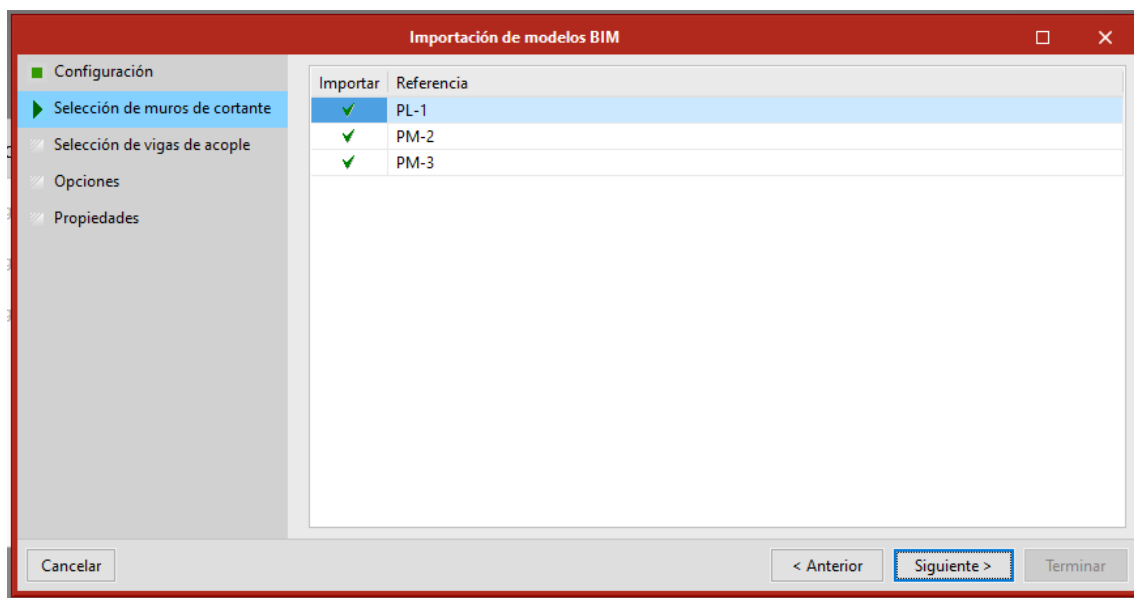 Importación de modelos BIM
Configuración
Selección de muros de cortante
Selección de vigas de acople
Opciones
Propiedades
Importar Referencia
PL-1
PM-2
PM-3
Cancelar
< Anterior
Siguiente >
Terminar